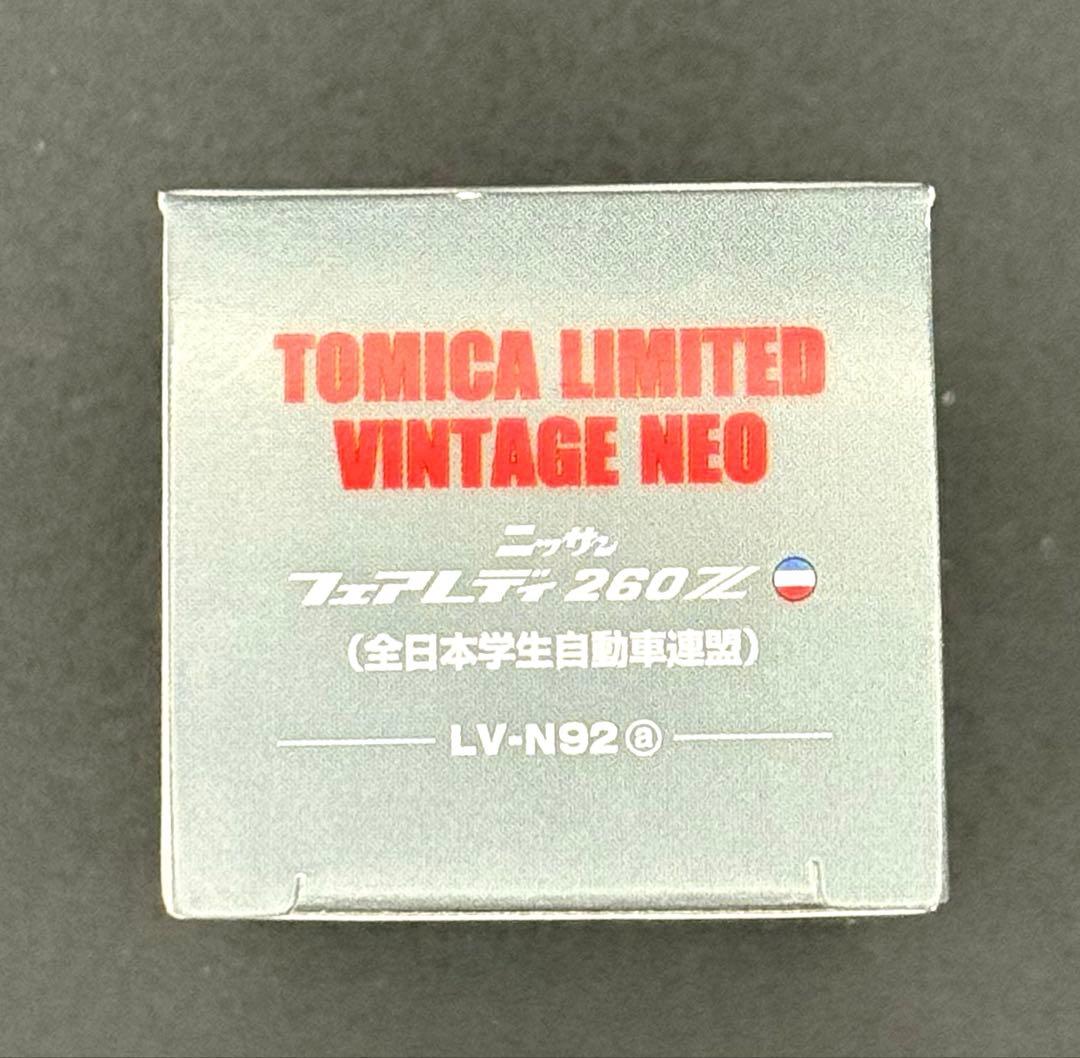 TOMICA LIMITED
VINTAGE NEO
ニッサン
フェアレディ 260Z
(全日本学生自動車連盟)
LV-N92ⓐ